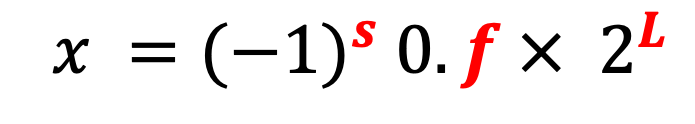 x = (−1)^s 0. f × 2^L